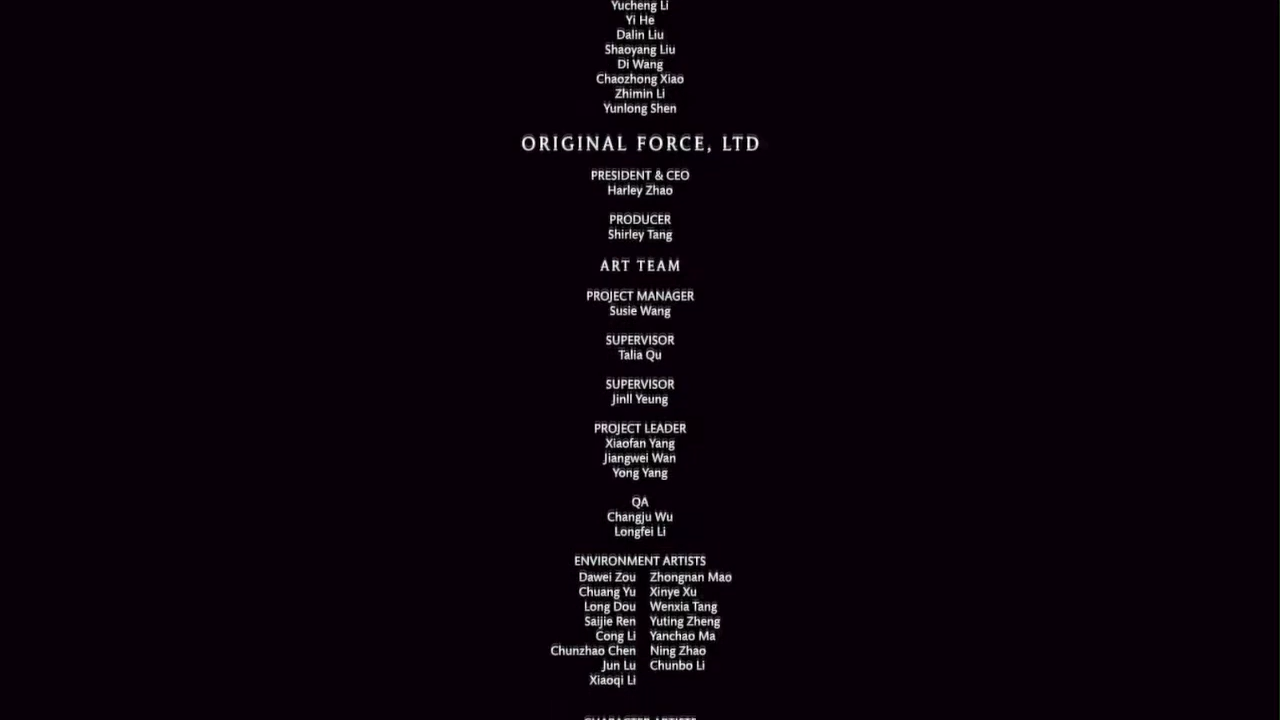 Yucheng Li
Yi He
Dalin Liu
Shaoyang Liu
Di Wang
Chaozhong Xiao
Zhimin Li
Yunlong Shen
ORIGINAL FORCE, LTD
PRESIDENT & CEO
Harley Zhao
PRODUCER
Shirley Tang
ART TEAM
PROJECT MANAGER
Susie Wang
SUPERVISOR
Talia Qu
SUPERVISOR
Jinll Yeung
PROJECT LEADER
Xiaofan Yang
Jiangwei Wan
Yong Yang
QA
Changju Wu
Longfei Li
ENVIRONMENT ARTISTS
Dawei Zou Zhongnan Mao
Chuang Yu Xinye Xu
Long Dou Wenxia Tang
Saijie Ren Yuting Zheng
Cong Li Yanchao Ma
Chunzhao Chen Ning Zhao
Jun Lu Chunbo Li
Xiaoqi Li
CHARACTER ARTISTS